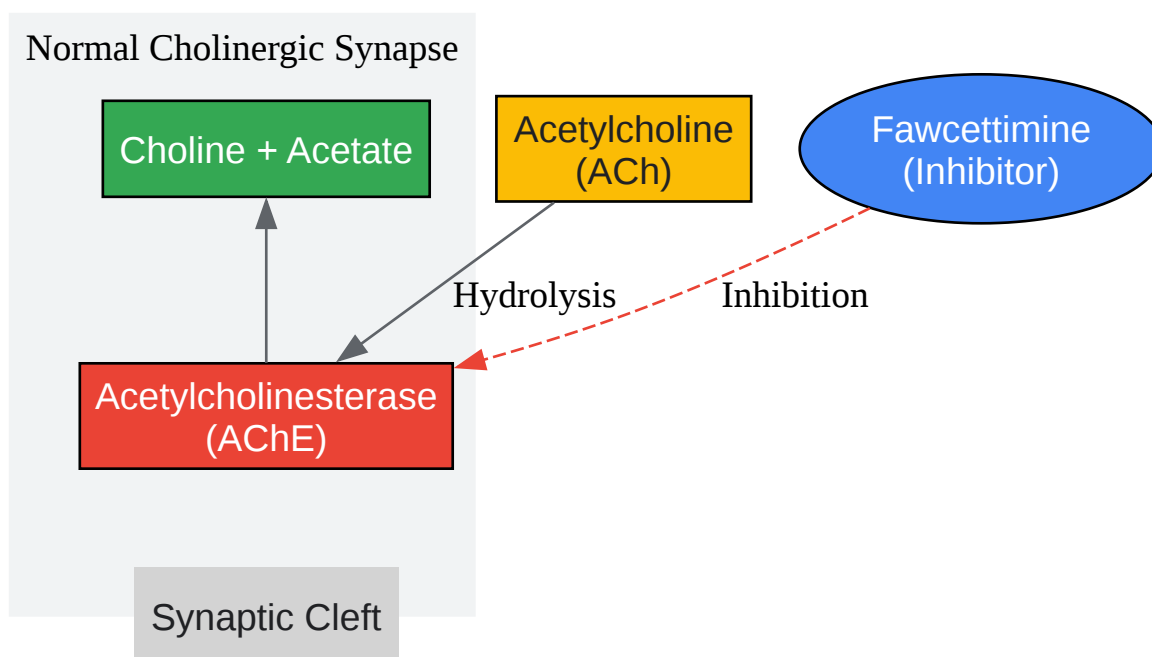 Normal Cholinergic Synapse
Choline + Acetate
Acetylcholine
(ACh)
Fawcettimine
(Inhibitor)
Hydrolysis
Inhibition
Acetylcholinesterase
(AChE)
Synaptic Cleft